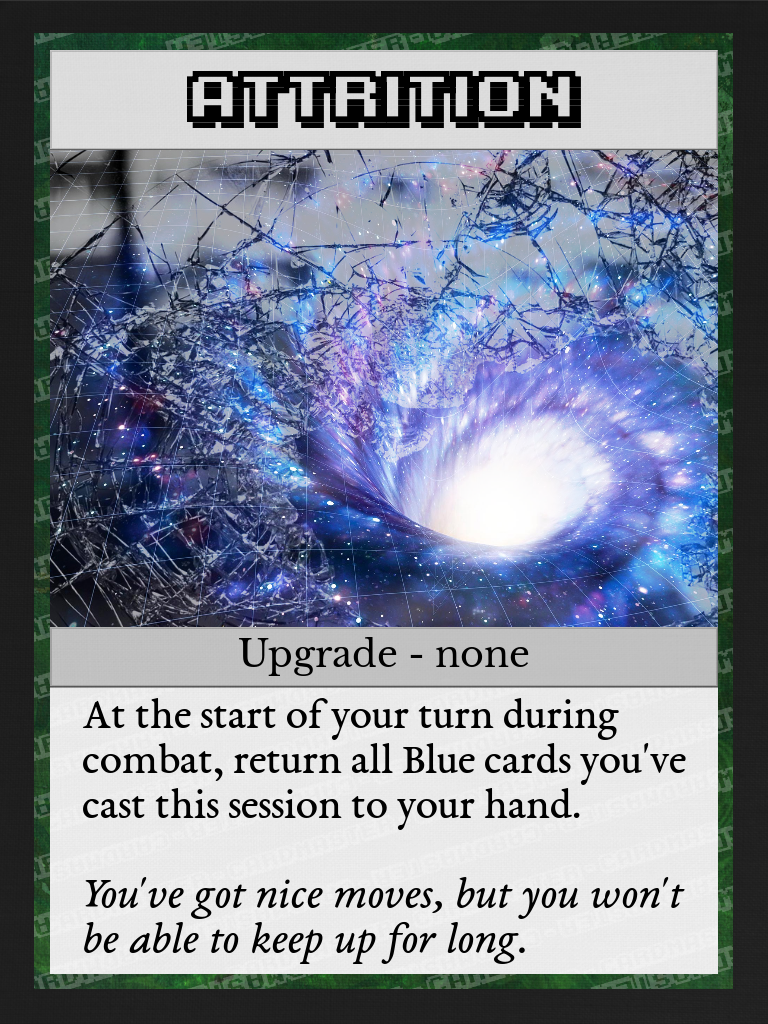 ATTRITION
Upgrade - none
At the start of your turn during
combat, return all Blue cards you've
cast this session to your hand.
You've got nice moves, but you won't
be able to keep up for long.